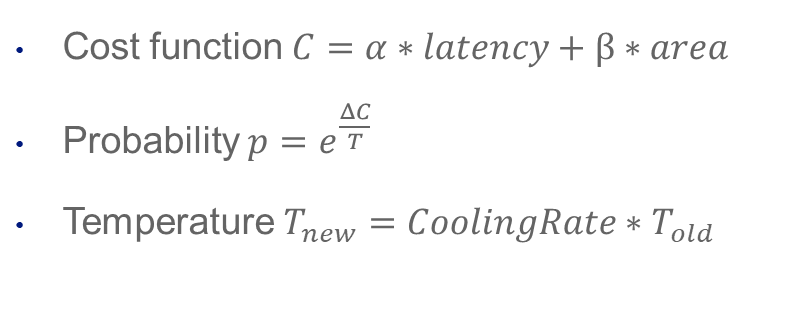 • Cost function C = α * latency + β * area
• Probability p = e^(ΔC/T)
• Temperature T_new = CoolingRate * T_old